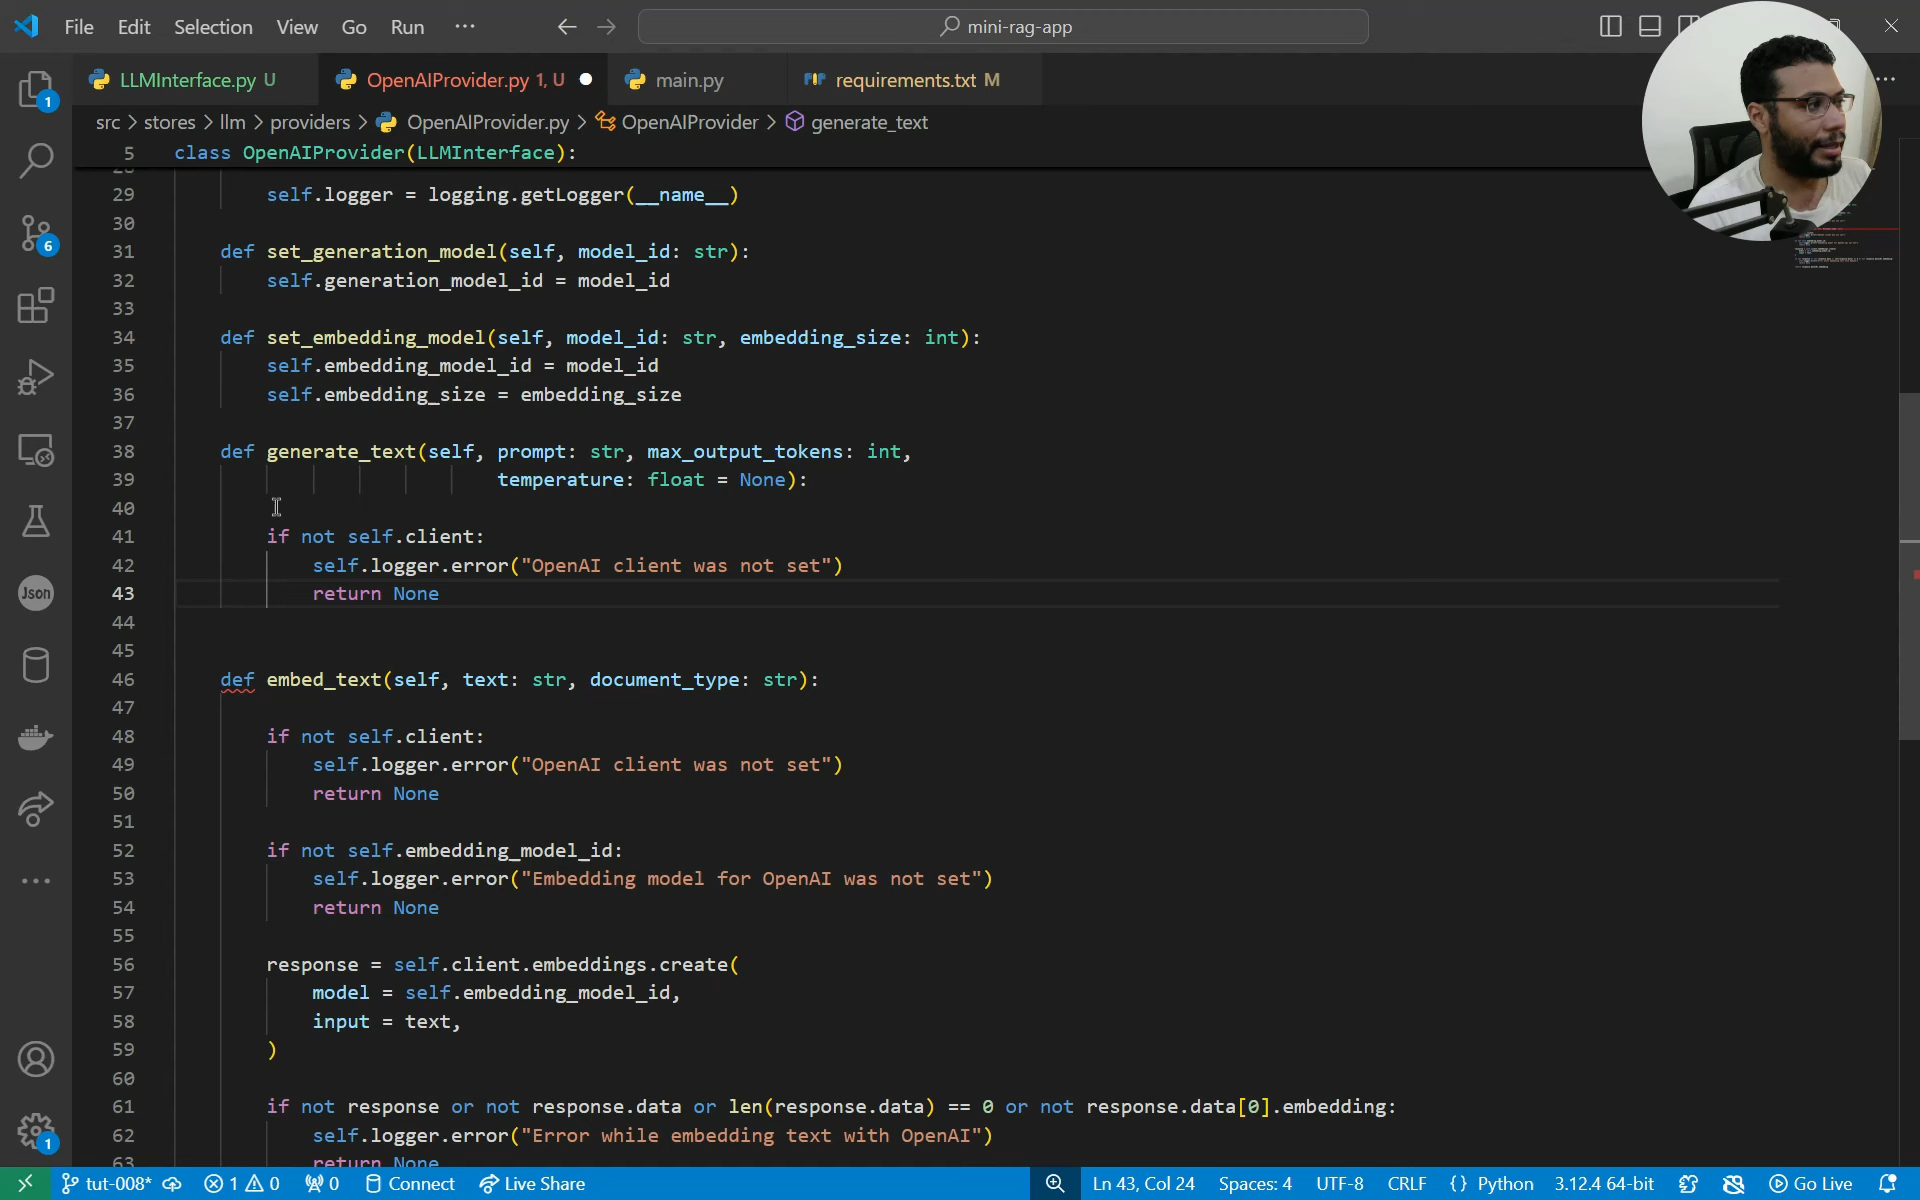 File Edit Selection View Go Run ··· mini-rag-app
LLMInterface.py U OpenAIProvider.py 1, U main.py requirements.txt M
src > stores > llm > providers > OpenAIProvider.py > OpenAIProvider > generate_text
5 class OpenAIProvider(LLMInterface):
29 self.logger = logging.getLogger(__name__)
30
31 def set_generation_model(self, model_id: str):
32 self.generation_model_id = model_id
33
34 def set_embedding_model(self, model_id: str, embedding_size: int):
35 self.embedding_model_id = model_id
36 self.embedding_size = embedding_size
37
38 def generate_text(self, prompt: str, max_output_tokens: int,
39 temperature: float = None):
40
41 if not self.client:
42 self.logger.error("OpenAI client was not set")
43 return None
44
45
46 def embed_text(self, text: str, document_type: str):
47
48 if not self.client:
49 self.logger.error("OpenAI client was not set")
50 return None
51
52 if not self.embedding_model_id:
53 self.logger.error("Embedding model for OpenAI was not set")
54 return None
55
56 response = self.client.embeddings.create(
57 model = self.embedding_model_id,
58 input = text,
59 )
60
61 if not response or not response.data or len(response.data) == 0 or not response.data[0].embedding:
62 self.logger.error("Error while embedding text with OpenAI")
63 return None
1
6
Json
1
tut-008* 1 0 0 Connect Live Share Ln 43, Col 24 Spaces: 4 UTF-8 CRLF {} Python 3.12.4 64-bit Go Live